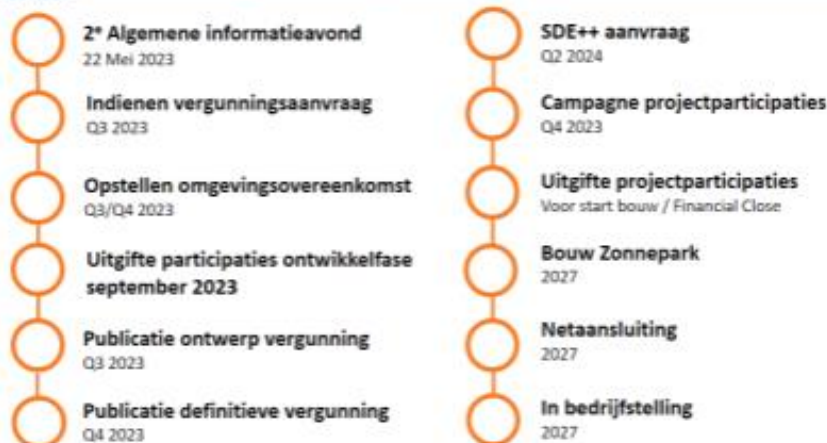 2e Algemene informatieavond
22 Mei 2023
Indienen vergunningsaanvraag
Q3 2023
Opstellen omgevingsovereenkomst
Q3/Q4 2023
Uitgifte participaties ontwikkelfase
september 2023
Publicatie ontwerp vergunning
Q3 2023
Publicatie definitieve vergunning
Q4 2023
SDE++ aanvraag
Q2 2024
Campagne projectparticipaties
Q4 2023
Uitgifte projectparticipaties
Voor start bouw / Financial Close
Bouw Zonnepark
2027
Netaansluiting
2027
In bedrijfstelling
2027